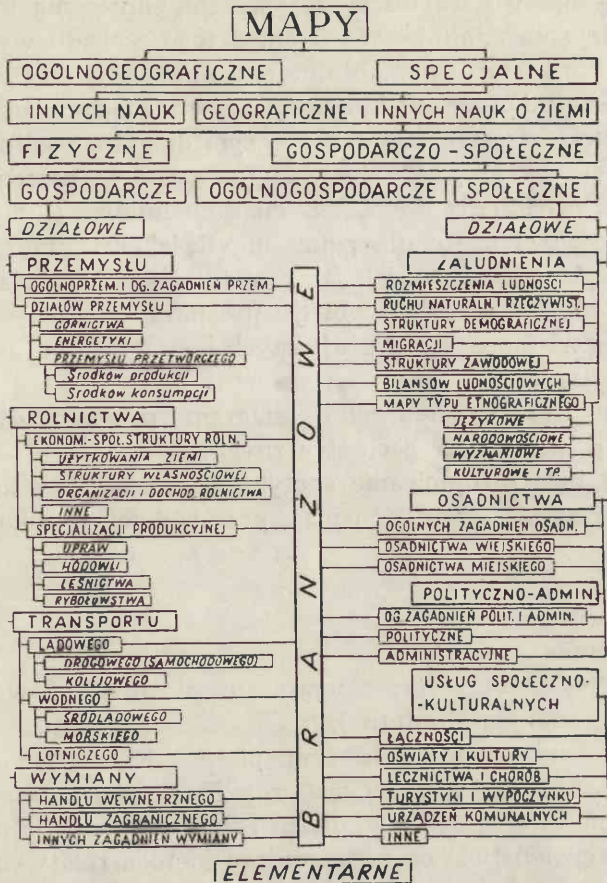 MAPY
OGÓLNOGEOGRAFICZNE
SPECJALNE
INNYCH NAUK
GEOGRAFICZNE I INNYCH NAUK O ZIEMI
FIZYCZNE
GOSPODARCZO-SPOŁECZNE
GOSPODARCZE
OGÓLNOGOSPODARCZE
SPOŁECZNE
DZIAŁOWE
PRZEMYSŁU
OGÓLNOPRZEM. I OG. ZAGADNIEŃ PRZEM
DZIAŁÓW PRZEMYSŁU
GÓRNICTWA
ENERGETYKI
PRZEMYSŁU PRZETWÓRCZEGO
Środków produkcji
Środków konsumpcji
ROLNICTWA
EKONOM.-SPÓŁ. STRUKTURY ROLN.
UŻYTKOWANIA ZIEMI
STRUKTURY WŁASNOŚCIOWEJ
ORGANIZACJI I DOCHOD. ROLNICTWA
INNE
SPECJALIZACJI PRODUKCYJNEJ
UPRAW
HODOWLI
LEŚNICTWA
RYBOŁÓWSTWA
TRANSPORTU
LĄDOWEGO
DROGOWEGO (SAMOCHODOWEGO)
KOLEJOWEGO
WODNEGO
ŚRÓDLĄDOWEGO
MORSKIEGO
LOTNICZEGO
WYMIANY
HANDLU WEWNĘTRZNEGO
HANDLU ZAGRANICZNEGO
INNYCH ZAGADNIEŃ WYMIANY
BRANŻOWE
DZIAŁOWE
ZALUDNIENIA
ROZMIESZCZENIA LUDNOŚCI
RUCHU NATURALN. I RZECZYWIST.
STRUKTURY DEMOGRAFICZNEJ
MIGRACJI
STRUKTURY ZAWODOWEJ
BILANSÓW LUDNOŚCIOWYCH
MAPY TYPU ETNOGRAFICZNEGO
JĘZYKOWE
NARODOWOŚCIOWE
WYZNANIOWE
KULTUROWE I TP.
OSADNICTWA
OGÓLNYCH ZAGADNIEŃ OSADN.
OSADNICTWA WIEJSKIEGO
OSADNICTWA MIEJSKIEGO
POLITYCZNO-ADMIN.
OG. ZAGADNIEŃ POLIT. I ADMIN.
POLITYCZNE
ADMINISTRACYJNE
USŁUG SPOŁECZNO-
-KULTURALNYCH
ŁĄCZNOŚCI
OŚWIATY I KULTURY
LECZNICTWA I CHORÓB
TURYSTYKI I WYPOCZYNKU
URZĄDZEŃ KOMUNALNYCH
INNE
ELEMENTARNE